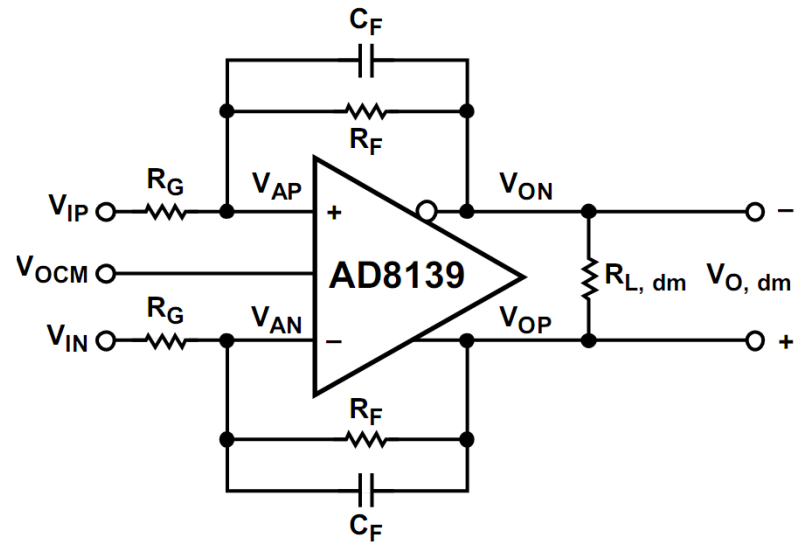 C_F
R_F
R_G
V_AP
V_ON
V_IP
+
−
V_OCM
AD8139
R_L, dm
V_O, dm
R_G
V_AN
V_OP
V_IN
−
+
R_F
C_F